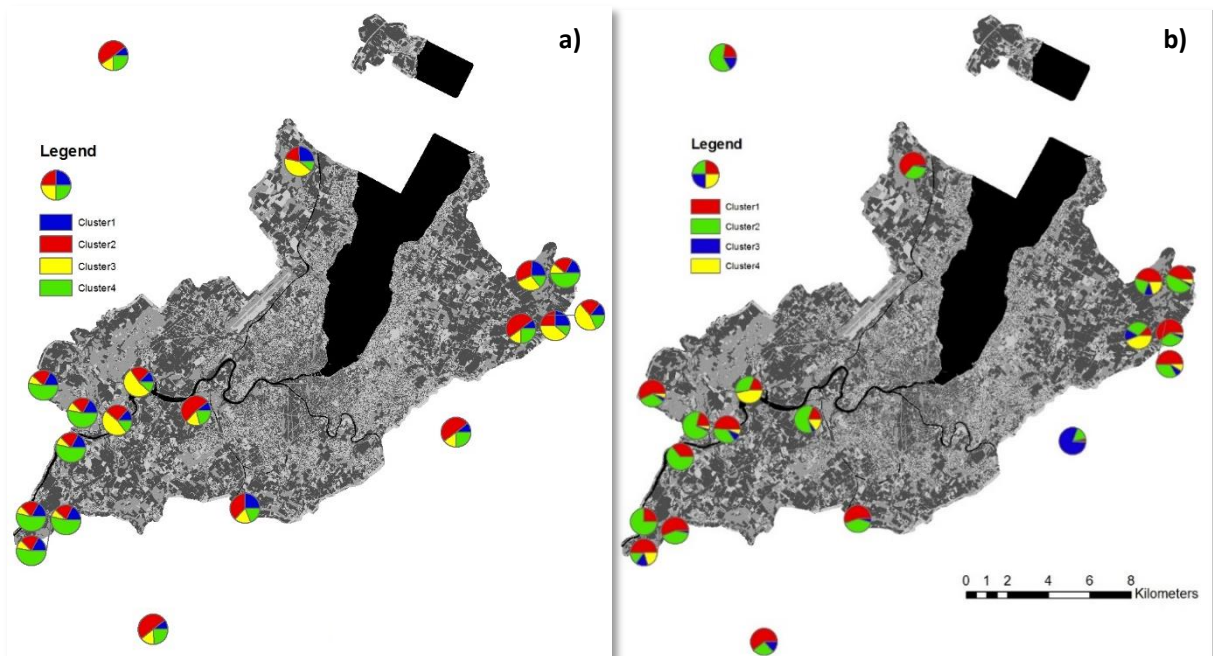 a)
Legend
Cluster1
Cluster2
Cluster3
Cluster4
b)
Legend
Cluster1
Cluster2
Cluster3
Cluster4
0 1 2 4 6 8
Kilometers